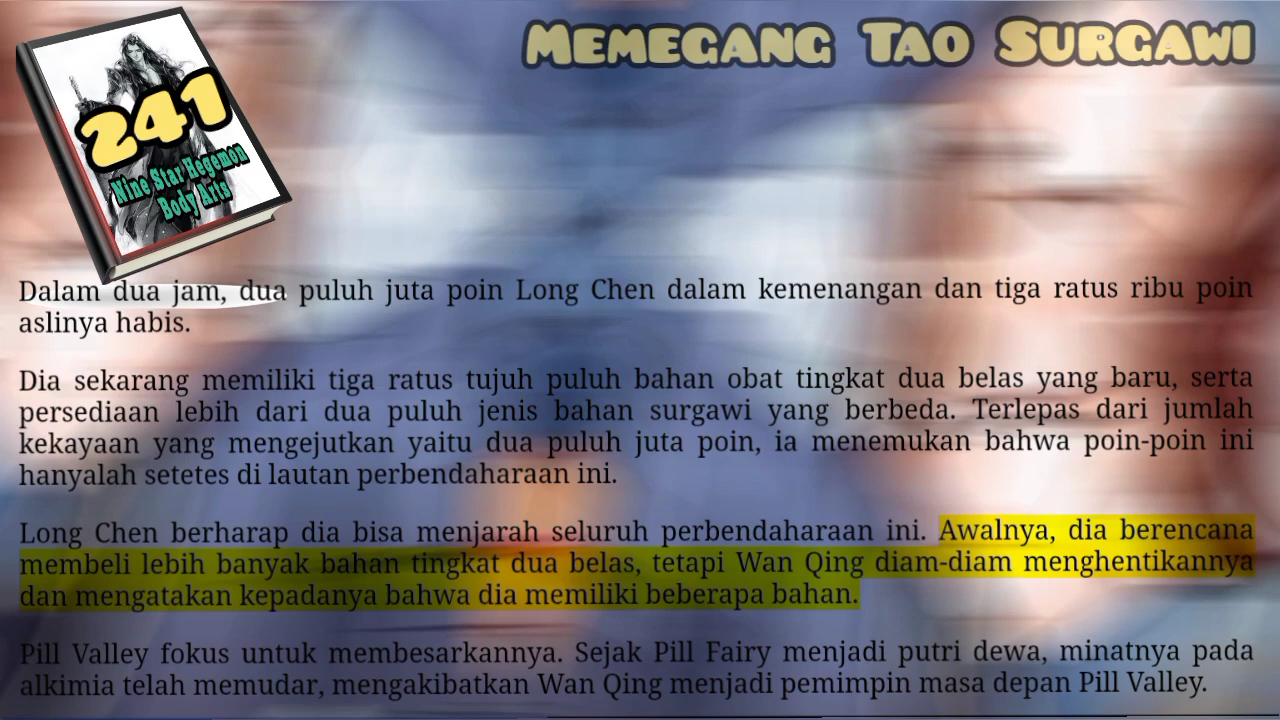 Memegang Tao Surgawi
241
Nine Star Hegemon
Body Arts
Dalam dua jam, dua puluh juta poin Long Chen dalam kemenangan dan tiga ratus ribu poin
aslinya habis.
Dia sekarang memiliki tiga ratus tujuh puluh bahan obat tingkat dua belas yang baru, serta
persediaan lebih dari dua puluh jenis bahan surgawi yang berbeda. Terlepas dari jumlah
kekayaan yang mengejutkan yaitu dua puluh juta poin, ia menemukan bahwa poin-poin ini
hanyalah setetes di lautan perbendaharaan ini.
Long Chen berharap dia bisa menjarah seluruh perbendaharaan ini. Awalnya, dia berencana
membeli lebih banyak bahan tingkat dua belas, tetapi Wan Qing diam-diam menghentikannya
dan mengatakan kepadanya bahwa dia memiliki beberapa bahan.
Pill Valley fokus untuk membesarkannya. Sejak Pill Fairy menjadi putri dewa, minatnya pada
alkimia telah memudar, mengakibatkan Wan Qing menjadi pemimpin masa depan Pill Valley.